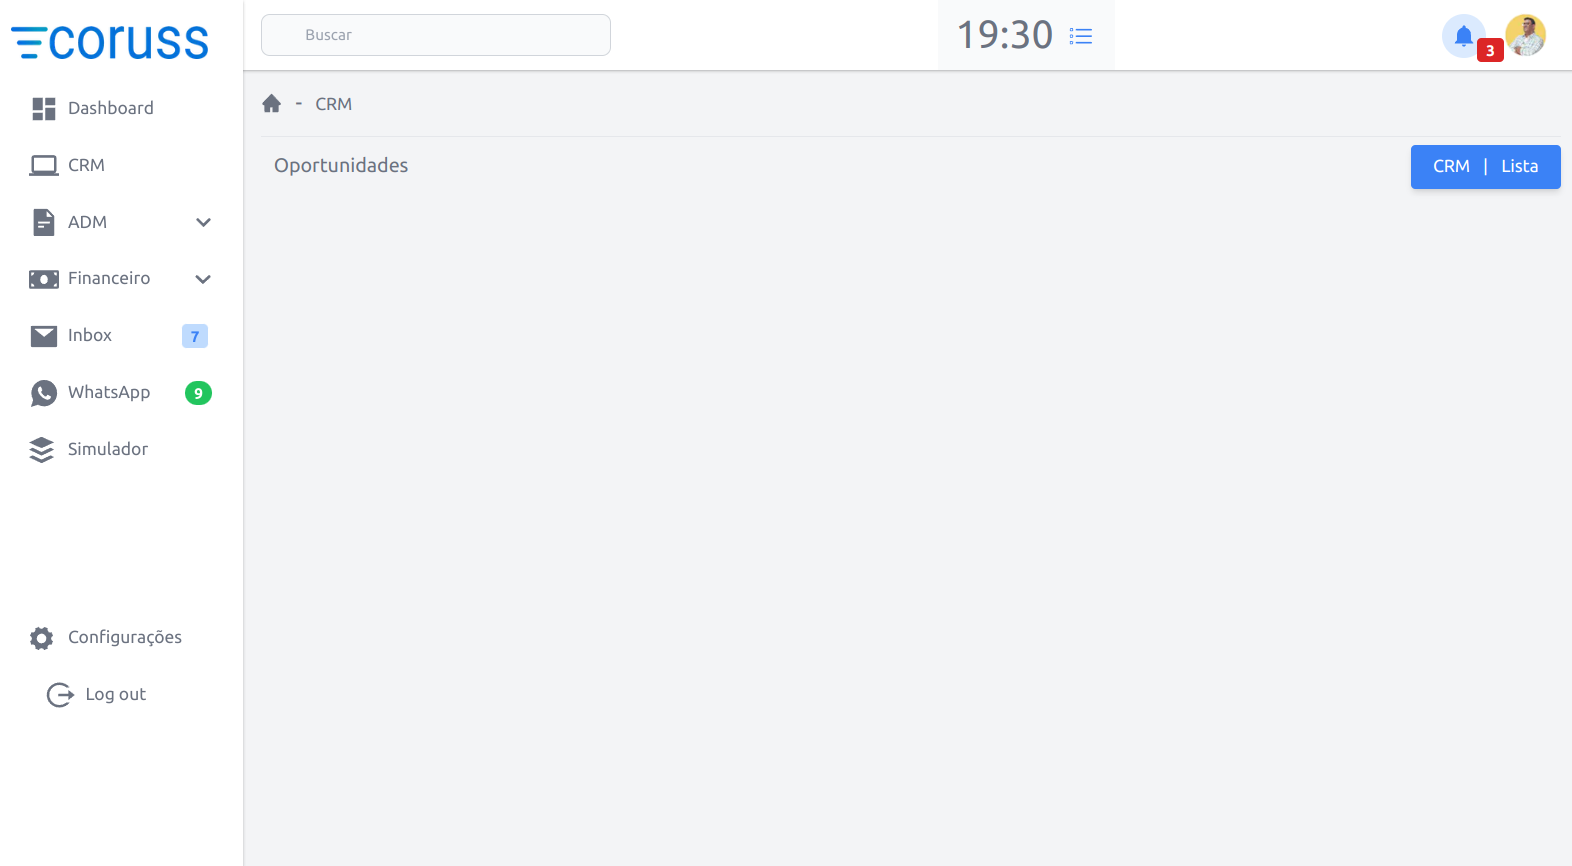 coruss
Buscar
19:30
3
Dashboard
CRM
ADM
Financeiro
Inbox 7
WhatsApp 9
Simulador
Configurações
Log out
- CRM
Oportunidades
CRM | Lista